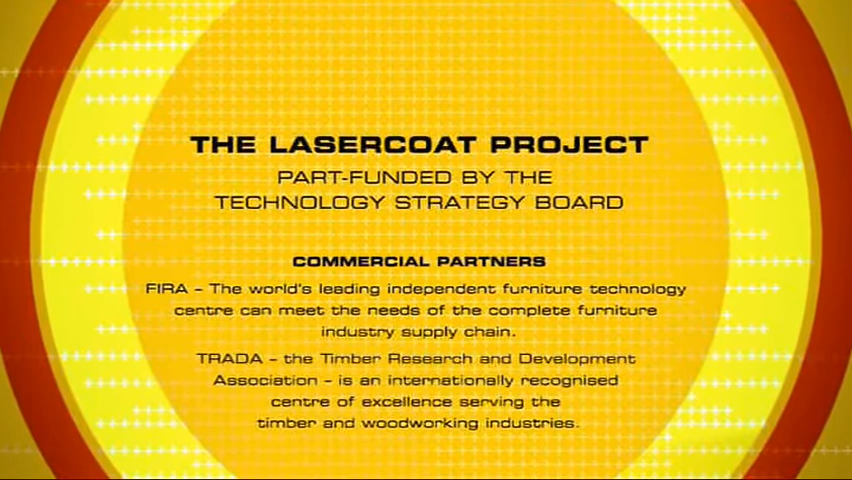 THE LASERCOAT PROJECT
PART-FUNDED BY THE
TECHNOLOGY STRATEGY BOARD
COMMERCIAL PARTNERS
FIRA – The world's leading independent furniture technology
centre can meet the needs of the complete furniture
industry supply chain.
TRADA – the Timber Research and Development
Association – is an internationally recognised
centre of excellence serving the
timber and woodworking industries.